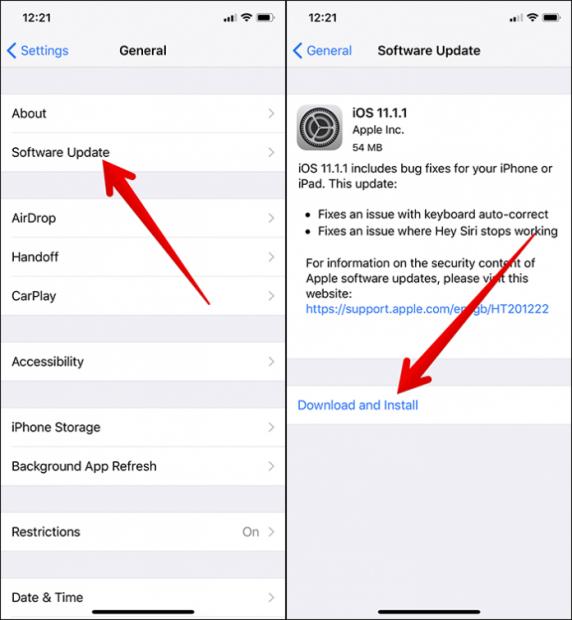 12:21
Settings
General
About
Software Update
AirDrop
Handoff
CarPlay
Accessibility
iPhone Storage
Background App Refresh
Restrictions On
Date & Time
12:21
General
Software Update
iOS 11.1.1
Apple Inc.
54 MB
iOS 11.1.1 includes bug fixes for your iPhone or
iPad. This update:
• Fixes an issue with keyboard auto-correct
• Fixes an issue where Hey Siri stops working
For information on the security content of
Apple software updates, please visit this
website:
https://support.apple.com/en-gb/HT201222
Download and Install